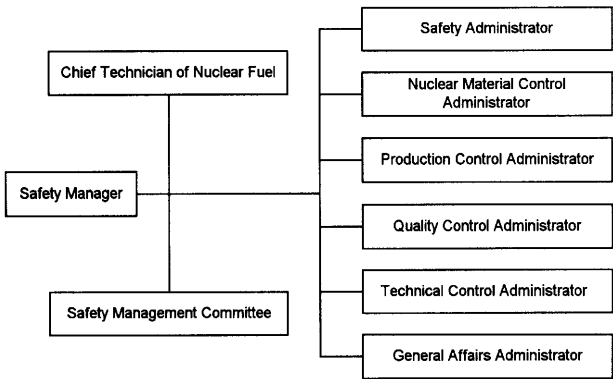 Safety Administrator
Chief Technician of Nuclear Fuel
Nuclear Material Control
Administrator
Production Control Administrator
Safety Manager
Quality Control Administrator
Technical Control Administrator
Safety Management Committee
General Affairs Administrator